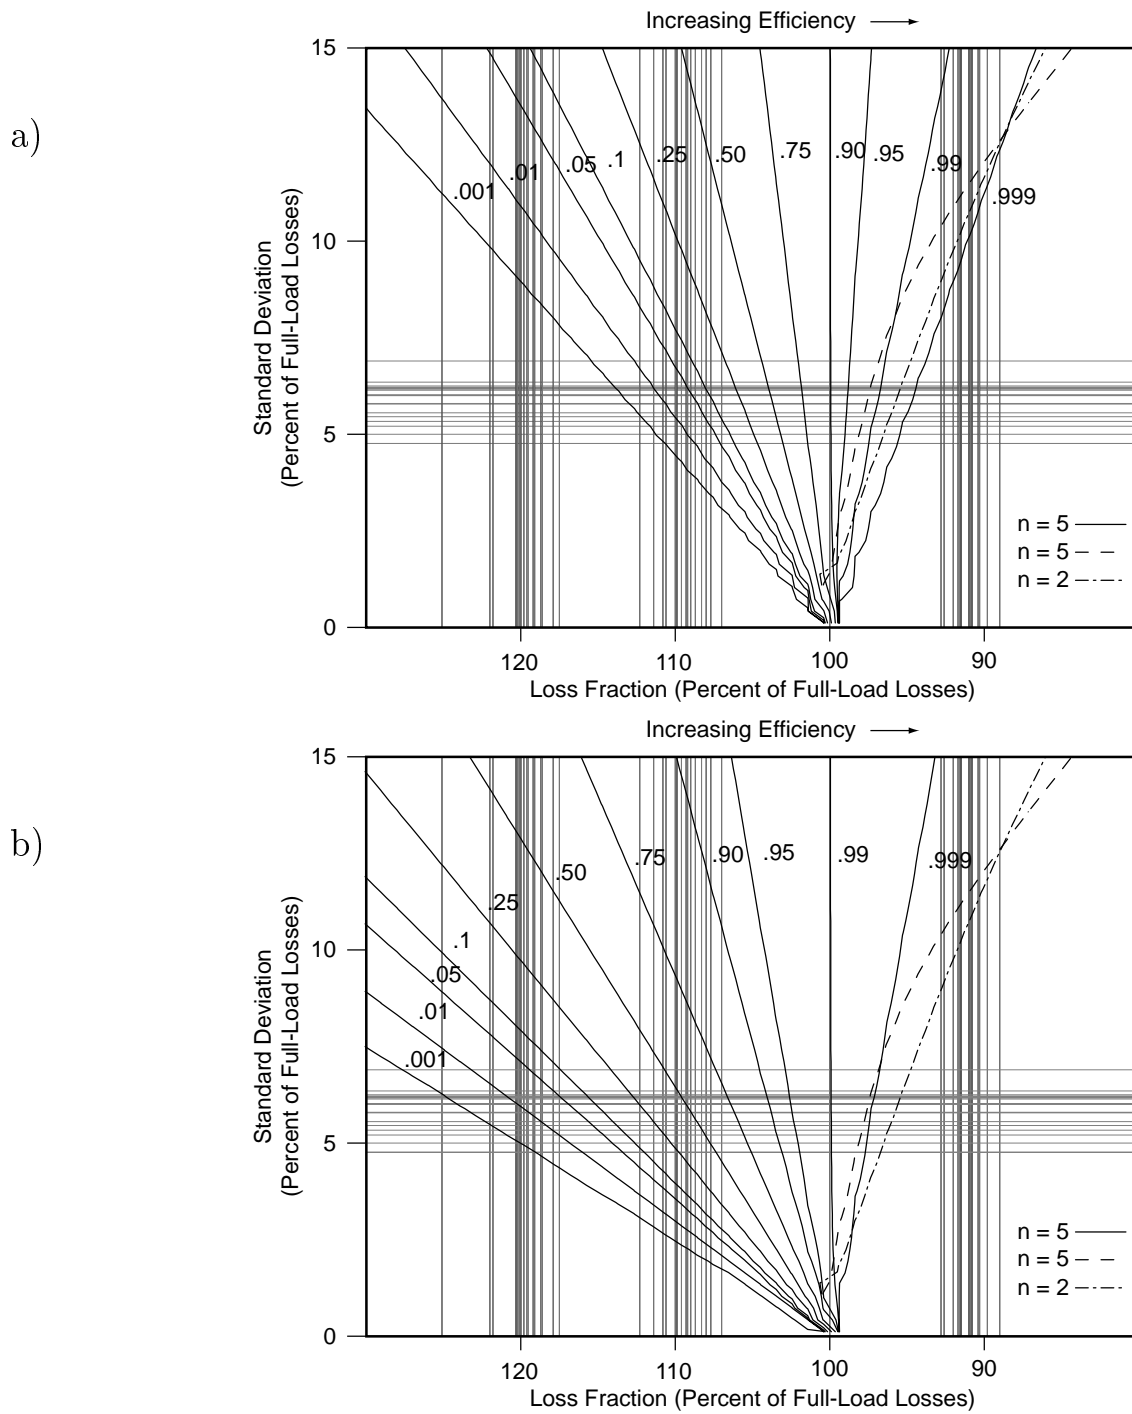 Increasing Efficiency
a)
15
10
5
0
Standard Deviation
(Percent of Full-Load Losses)
.001
.01
.05
.1
.25
.50
.75
.90
.95
.99
.999
n = 5
n = 5
n = 2
120
110
100
90
Loss Fraction (Percent of Full-Load Losses)
Increasing Efficiency
b)
15
10
5
0
Standard Deviation
(Percent of Full-Load Losses)
.001
.01
.05
.1
.25
.50
.75
.90
.95
.99
.999
n = 5
n = 5
n = 2
120
110
100
90
Loss Fraction (Percent of Full-Load Losses)